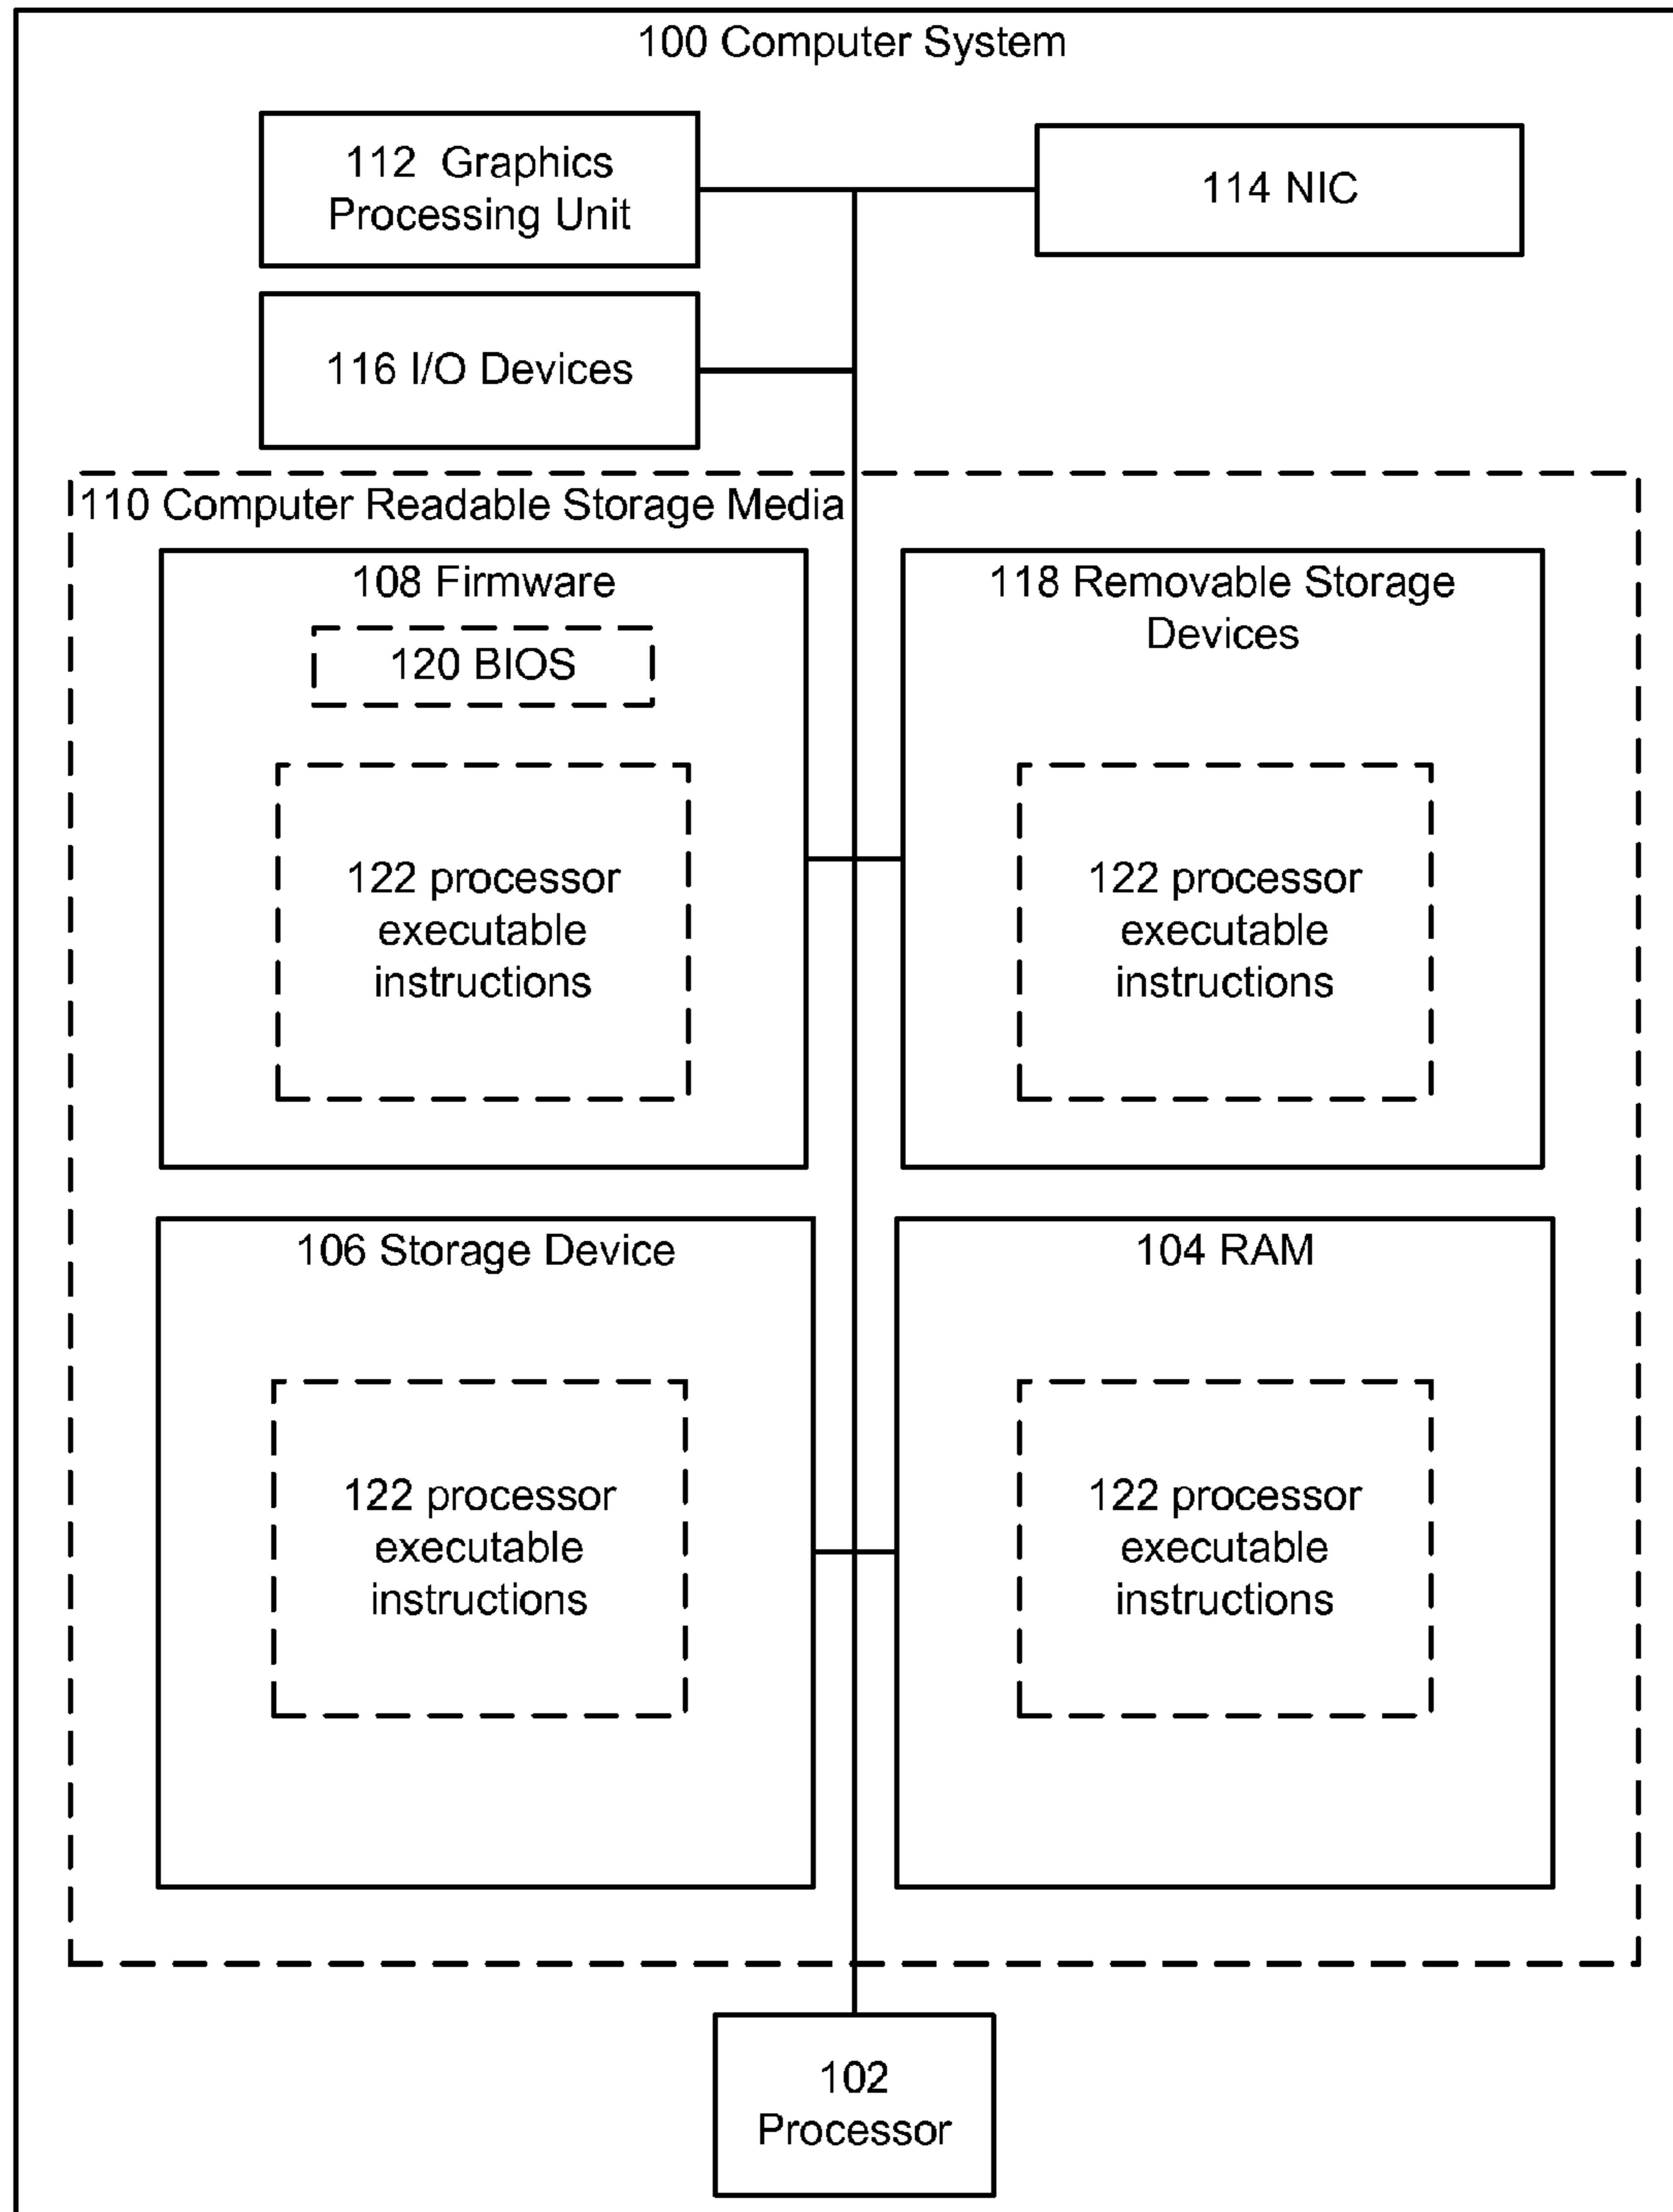 100 Computer System
112 Graphics
Processing Unit
114 NIC
116 I/O Devices
110 Computer Readable Storage Media
108 Firmware
120 BIOS
122 processor
executable
instructions
118 Removable Storage
Devices
122 processor
executable
instructions
106 Storage Device
122 processor
executable
instructions
104 RAM
122 processor
executable
instructions
102
Processor